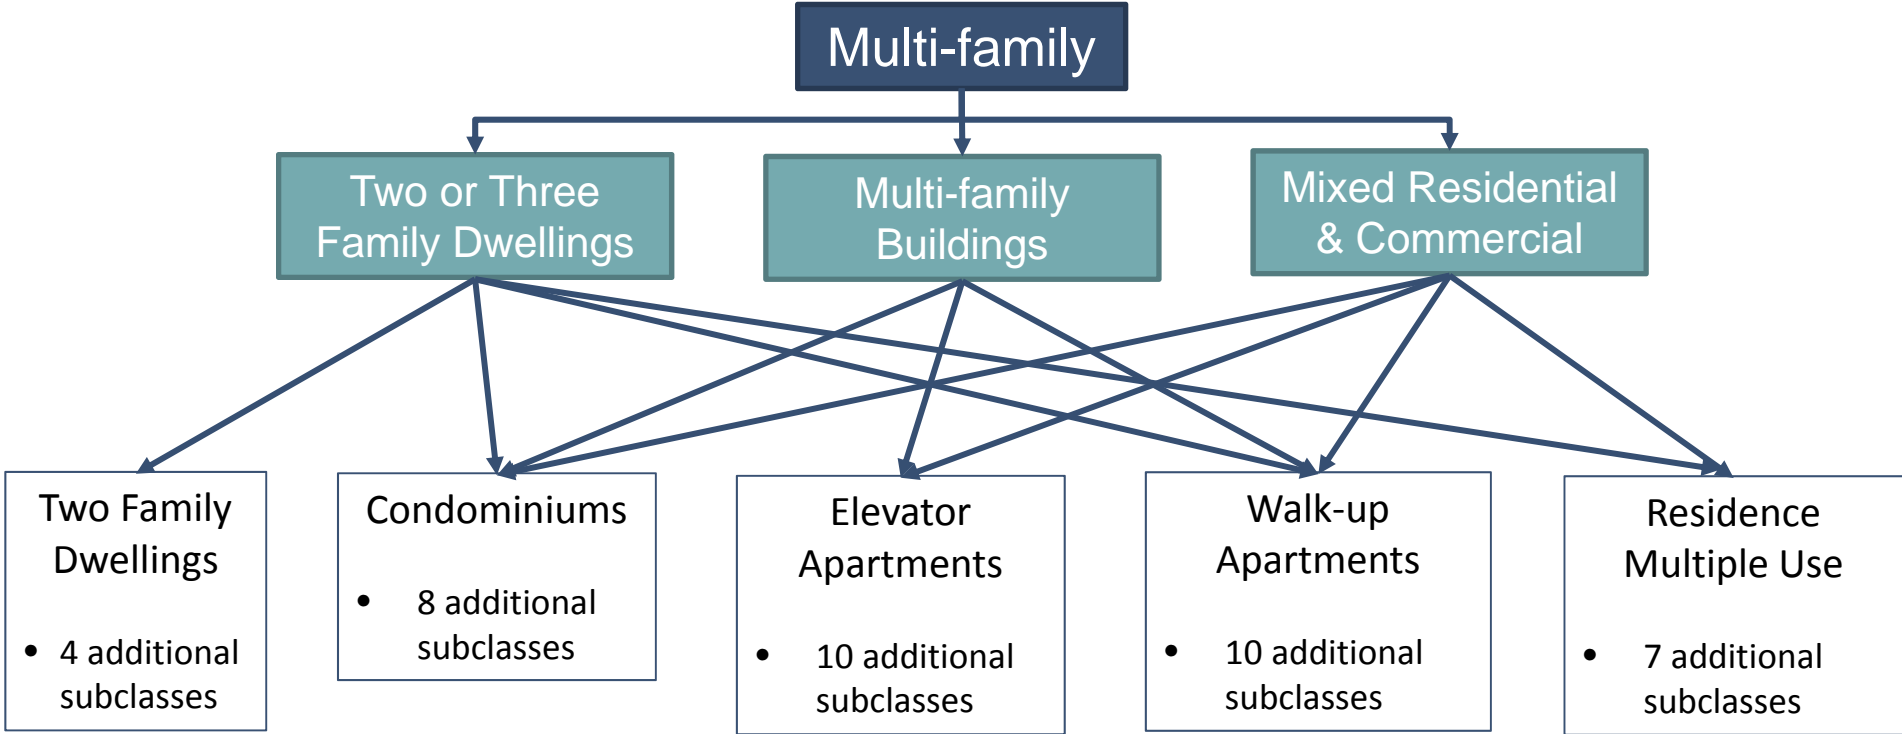 Multi-family
Two or Three
Family Dwellings
Multi-family
Buildings
Mixed Residential
& Commercial
Two Family
Dwellings
• 4 additional
subclasses
Condominiums
• 8 additional
subclasses
Elevator
Apartments
• 10 additional
subclasses
Walk-up
Apartments
• 10 additional
subclasses
Residence
Multiple Use
• 7 additional
subclasses